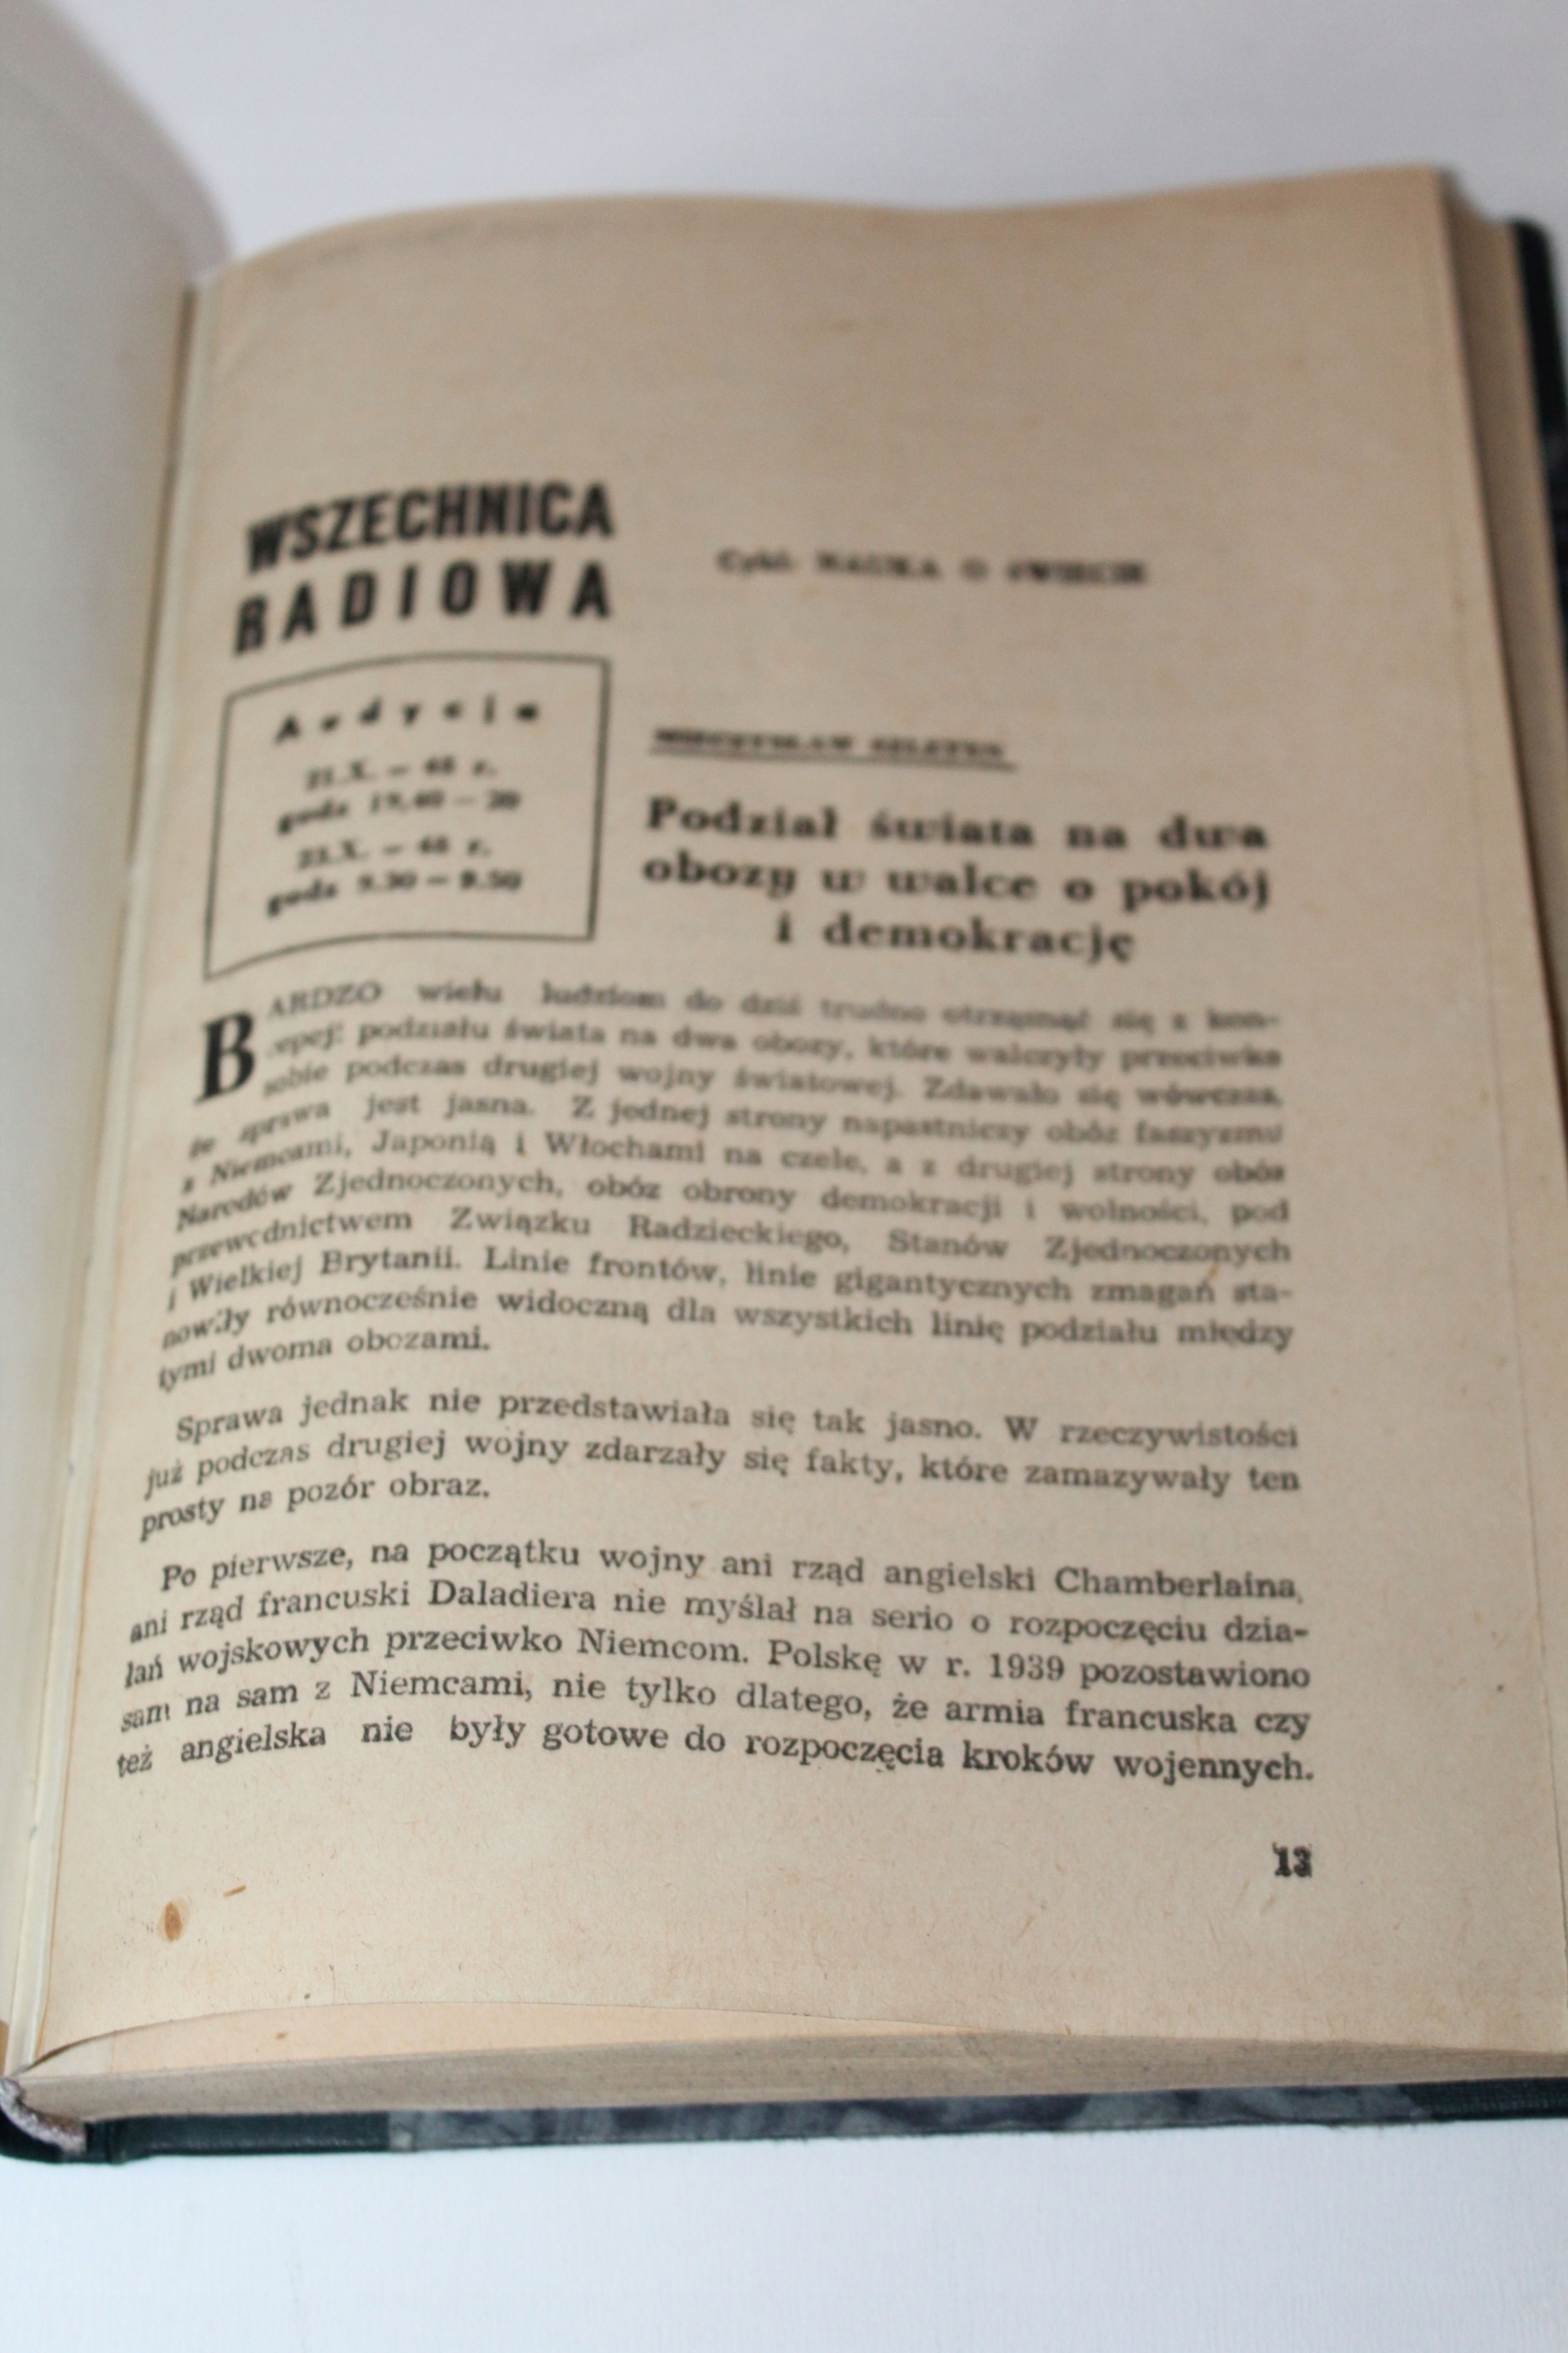 WSZECHNICA
RADIOWA
Cykl: NAUKA O ŚWIECIE
Audycje
21.X. — 48 r.
godz 19.40 — 20
23.X. — 48 r.
godz 9.30 — 9.50
MIECZYSŁAW
Podział świata na dwa
obozy w walce o pokój
i demokrację
BARDZO wielu ludziom do dziś trudno otrząsnąć się z kon-
cepcji podziału świata na dwa obozy, które walczyły przeciwko
sobie podczas drugiej wojny światowej. Zdawało się wówczas,
że sprawa jest jasna. Z jednej strony napastniczy obóz faszyzmu
z Niemcami, Japonią i Włochami na czele, a z drugiej strony obóz
Narodów Zjednoczonych, obóz obrony demokracji i wolności, pod
przewodnictwem Związku Radzieckiego, Stanów Zjednoczonych
i Wielkiej Brytanii. Linie frontów, linie gigantycznych zmagań sta-
nowiły równocześnie widoczną dla wszystkich linię podziału między
tymi dwoma obozami.
Sprawa jednak nie przedstawiała się tak jasno. W rzeczywistości
już podczas drugiej wojny zdarzały się fakty, które zamazywały ten
prosty na pozór obraz.
Po pierwsze, na początku wojny ani rząd angielski Chamberlaina,
ani rząd francuski Daladiera nie myślał na serio o rozpoczęciu dzia-
łań wojskowych przeciwko Niemcom. Polskę w r. 1939 pozostawiono
sam na sam z Niemcami, nie tylko dlatego, że armia francuska czy
też angielska nie były gotowe do rozpoczęcia kroków wojennych.
13